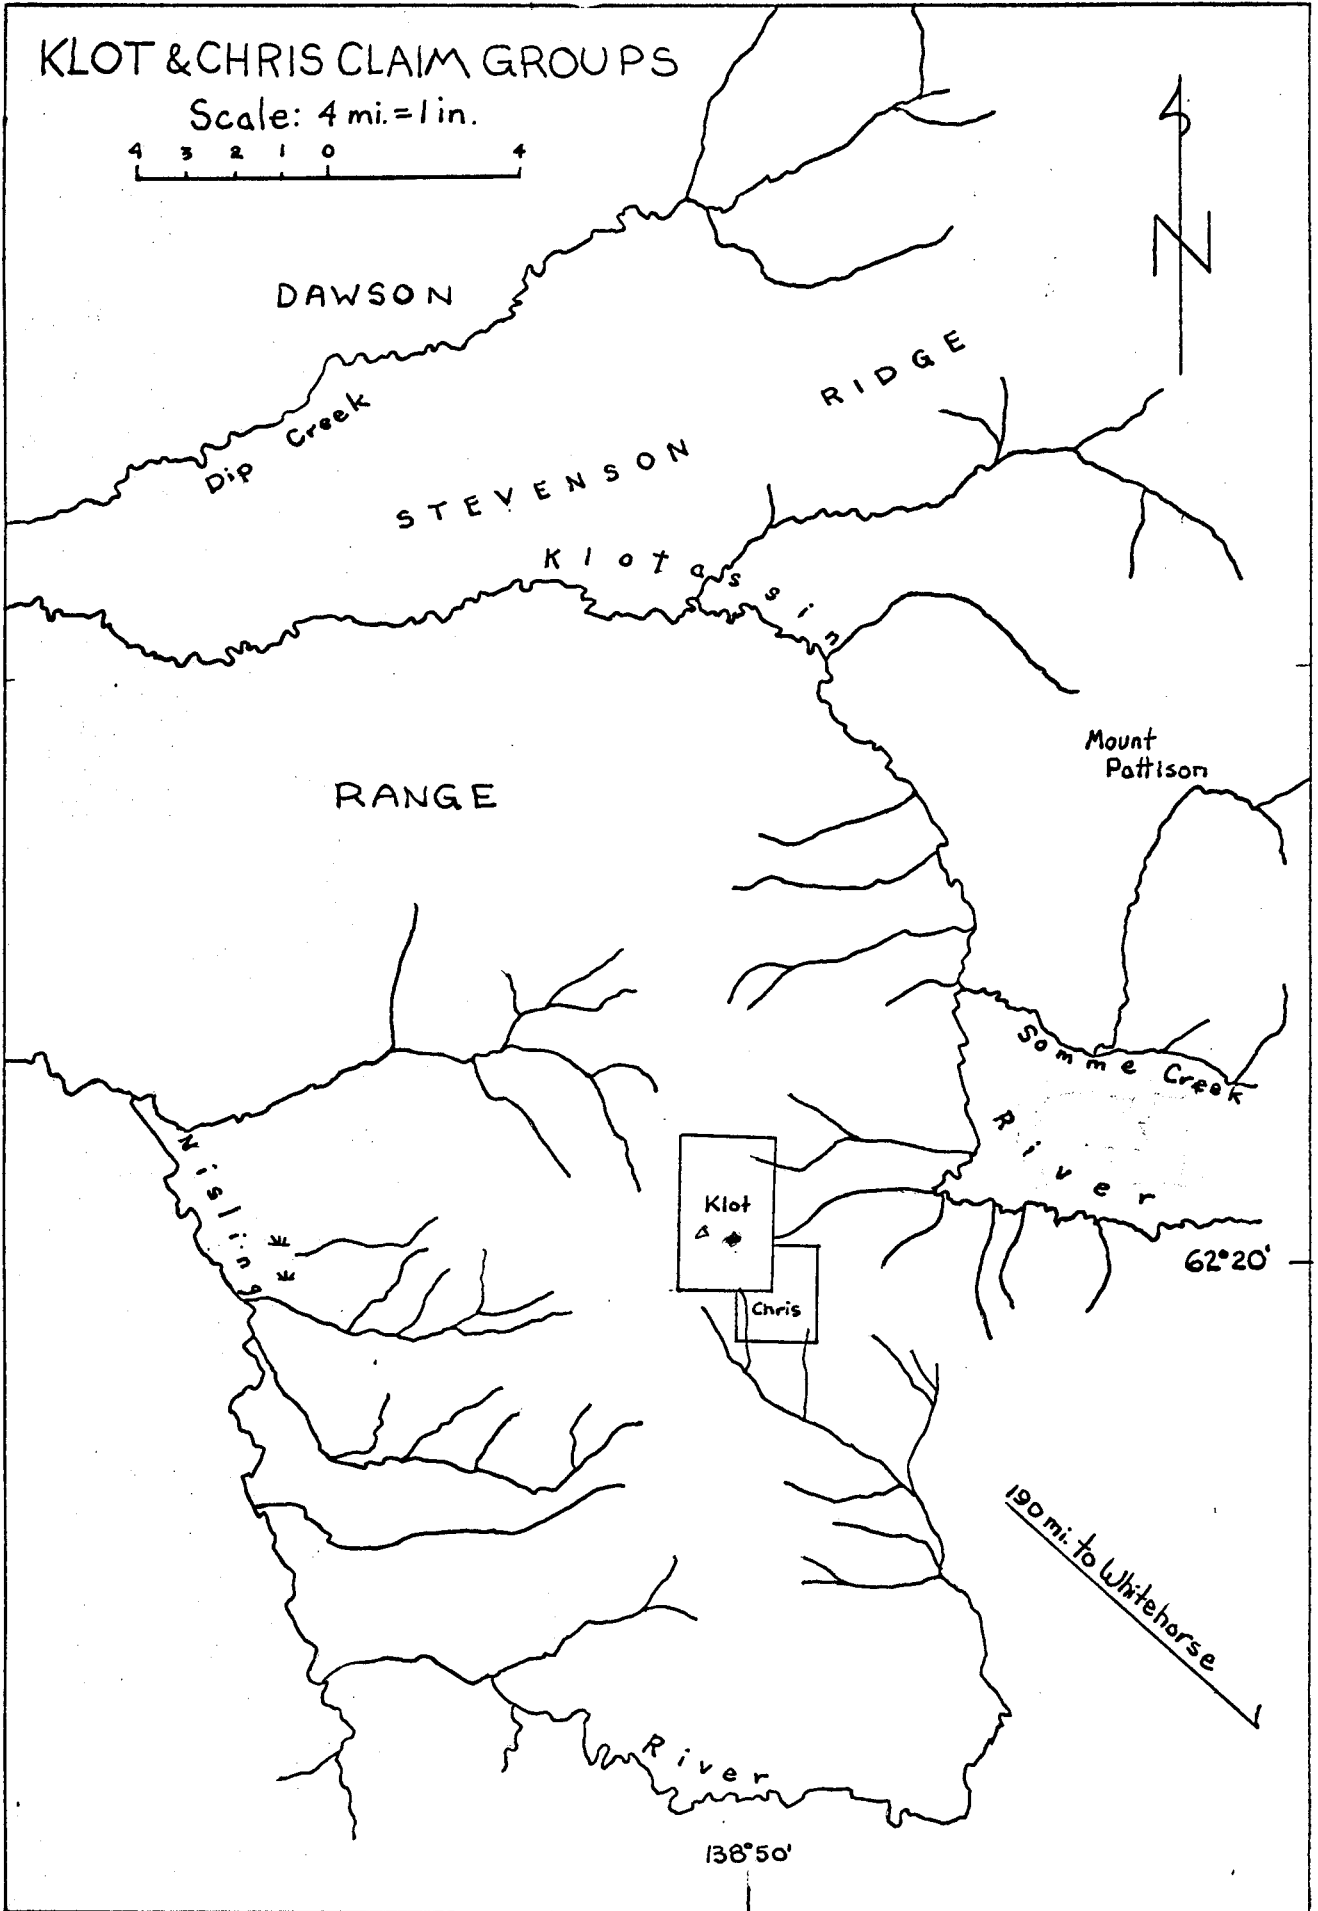 KLOT & CHRIS CLAIM GROUPS
Scale: 4 mi. = 1 in.
4 3 2 1 0 4
N
DAWSON
RIDGE
Dip Creek
STEVENSON
Klotassin
Mount
Pattison
RANGE
Somme Creek
River
Nisling
Klot
62°20'
Chris
190 mi. to Whitehorse
River
138°50'